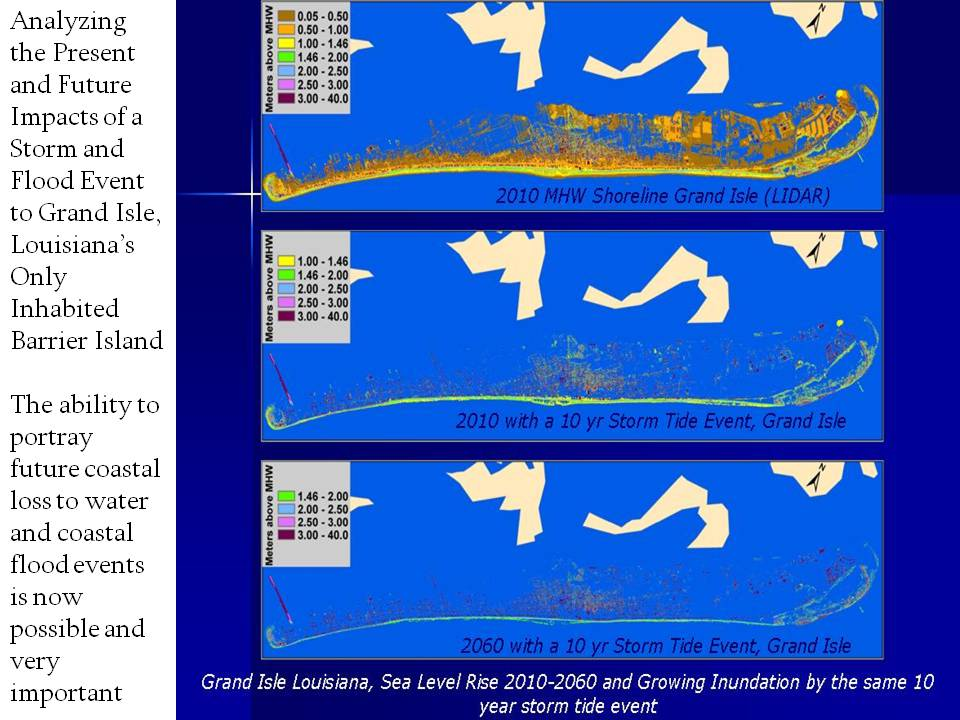 Analyzing
the Present
and Future
Impacts of a
Storm and
Flood Event
to Grand Isle,
Louisiana's
Only
Inhabited
Barrier Island
The ability to
portray
future coastal
loss to water
and coastal
flood events
is now
possible and
very
important
Meters above MHW
0.05 - 0.50
0.50 - 1.00
1.00 - 1.46
1.46 - 2.00
2.00 - 2.50
2.50 - 3.00
3.00 - 40.0
N
2010 MHW Shoreline Grand Isle (LIDAR)
Meters above MHW
1.00 - 1.46
1.46 - 2.00
2.00 - 2.50
2.50 - 3.00
3.00 - 40.0
N
2010 with a 10 yr Storm Tide Event, Grand Isle
Meters above MHW
1.46 - 2.00
2.00 - 2.50
2.50 - 3.00
3.00 - 40.0
N
2060 with a 10 yr Storm Tide Event, Grand Isle
Grand Isle Louisiana, Sea Level Rise 2010-2060 and Growing Inundation by the same 10
year storm tide event